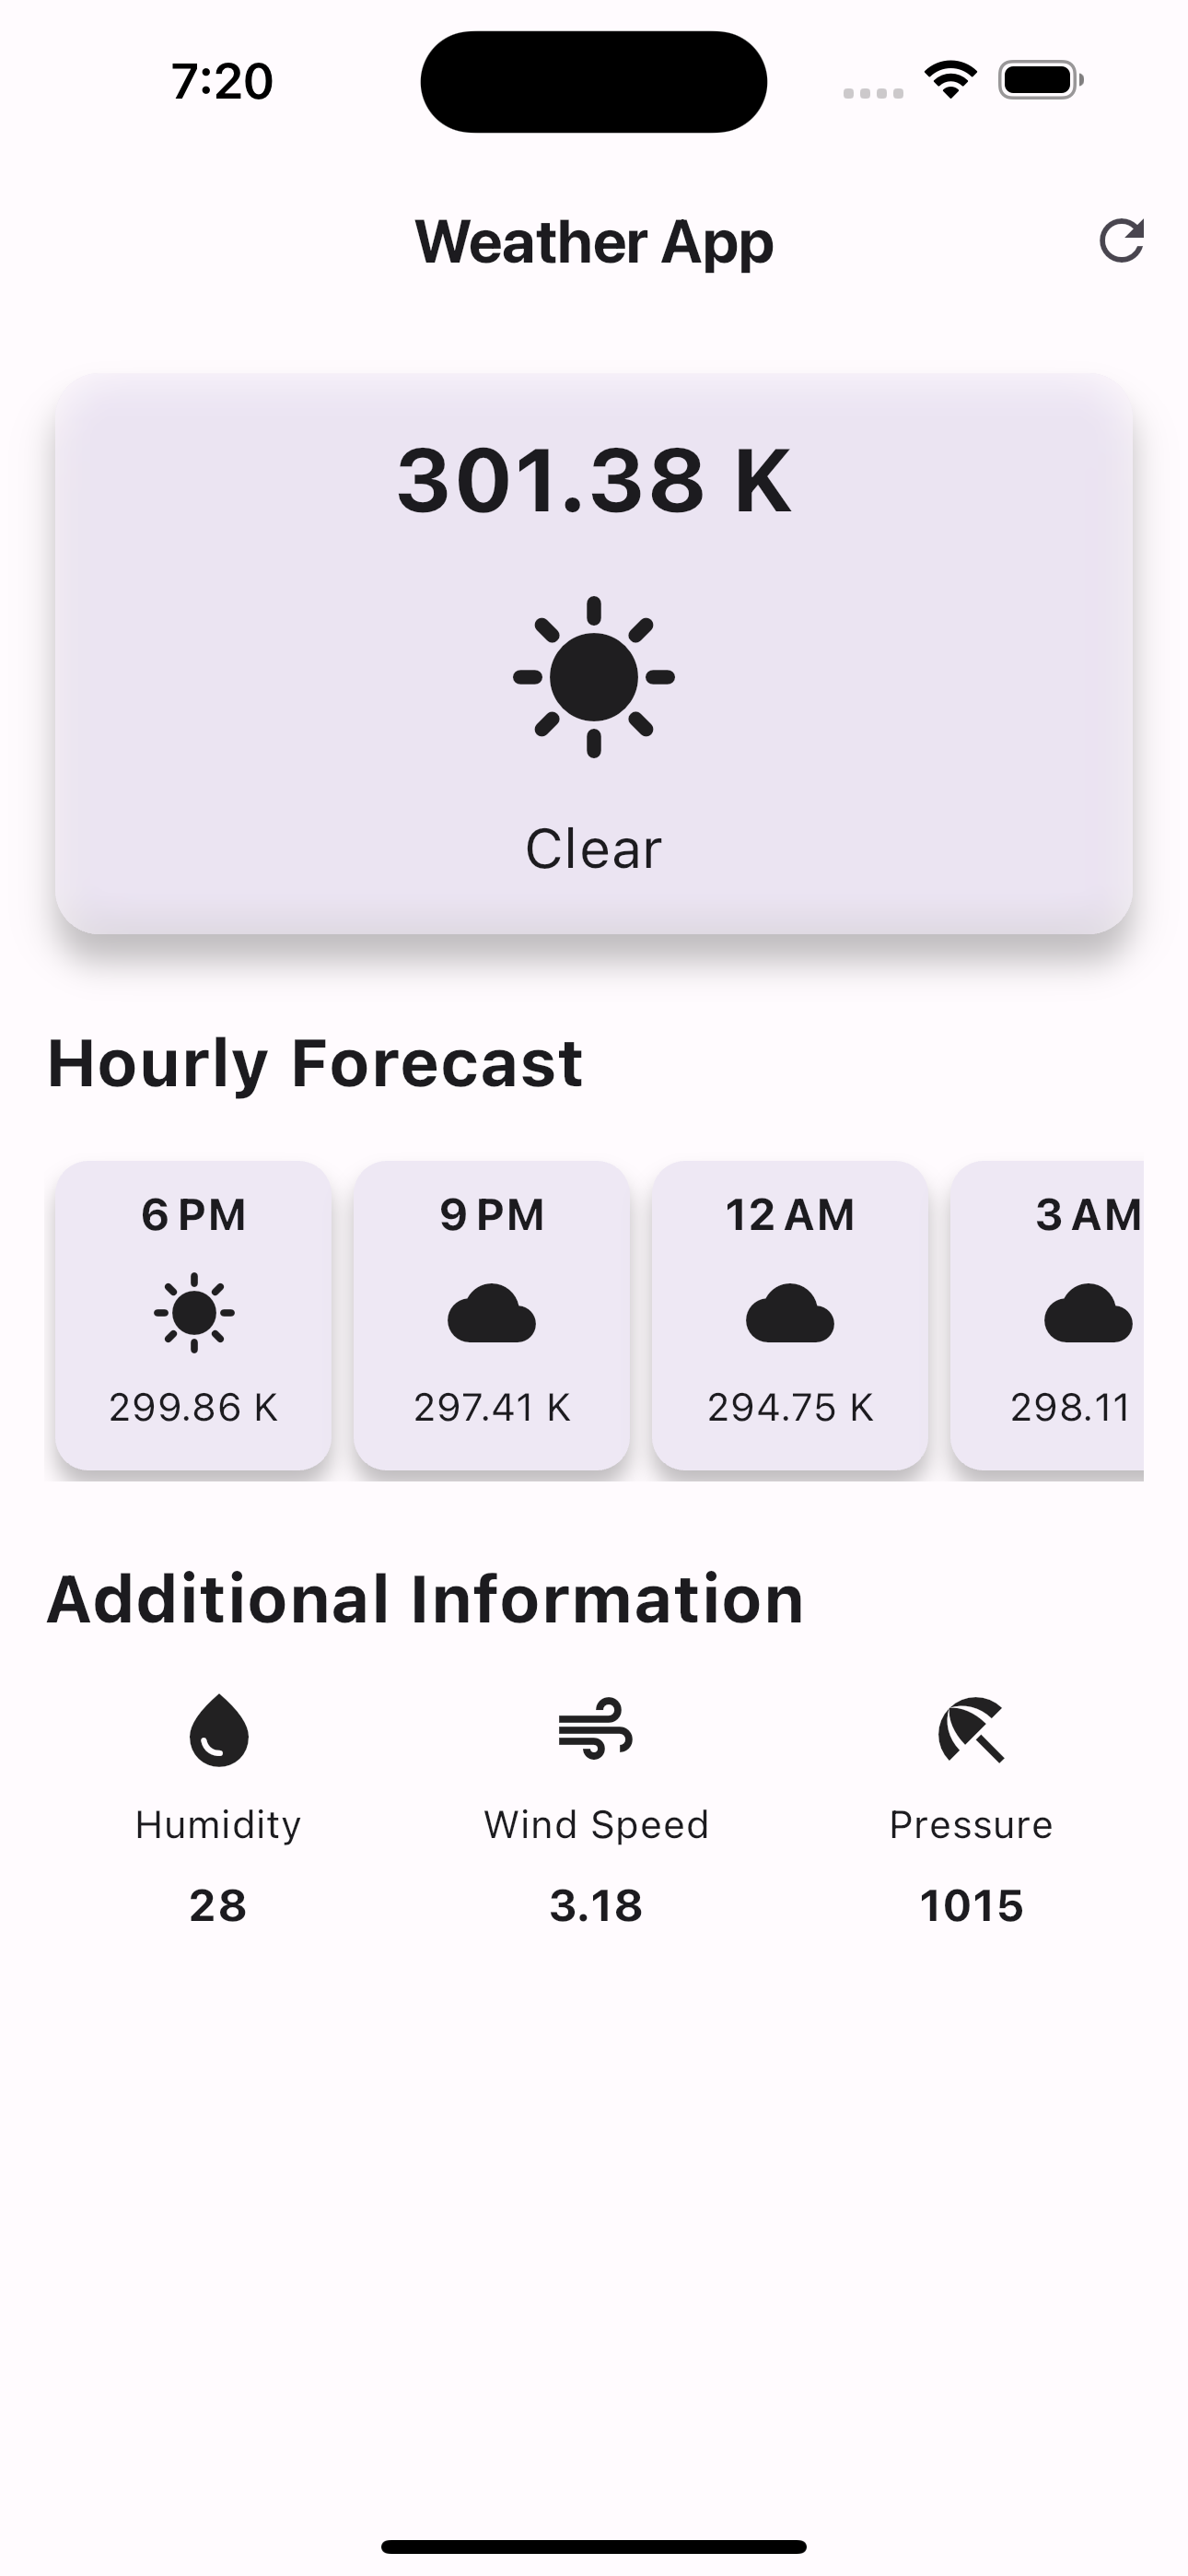 7:20
Weather App
301.38 K
Clear
Hourly Forecast
6 PM 9 PM 12 AM 3 AM
299.86 K 297.41 K 294.75 K 298.11
Additional Information
Humidity Wind Speed Pressure
28 3.18 1015